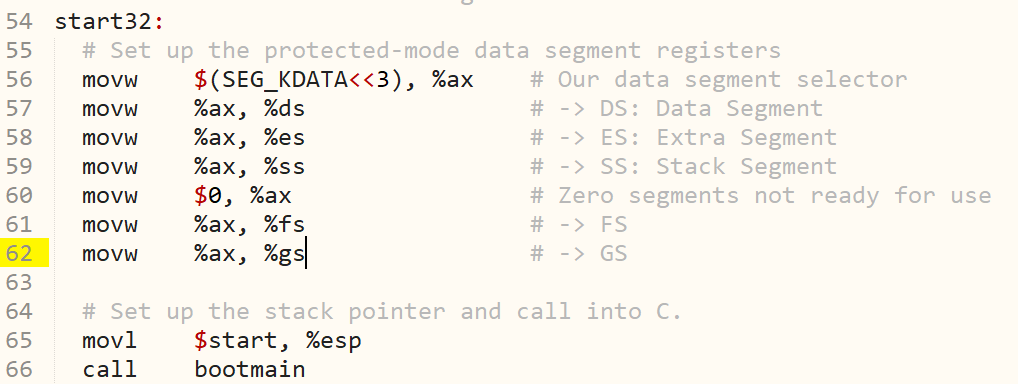 54 start32:
55 # Set up the protected-mode data segment registers
56 movw $(SEG_KDATA<<3), %ax # Our data segment selector
57 movw %ax, %ds # -> DS: Data Segment
58 movw %ax, %es # -> ES: Extra Segment
59 movw %ax, %ss # -> SS: Stack Segment
60 movw $0, %ax # Zero segments not ready for use
61 movw %ax, %fs # -> FS
62 movw %ax, %gs # -> GS
63
64 # Set up the stack pointer and call into C.
65 movl $start, %esp
66 call bootmain